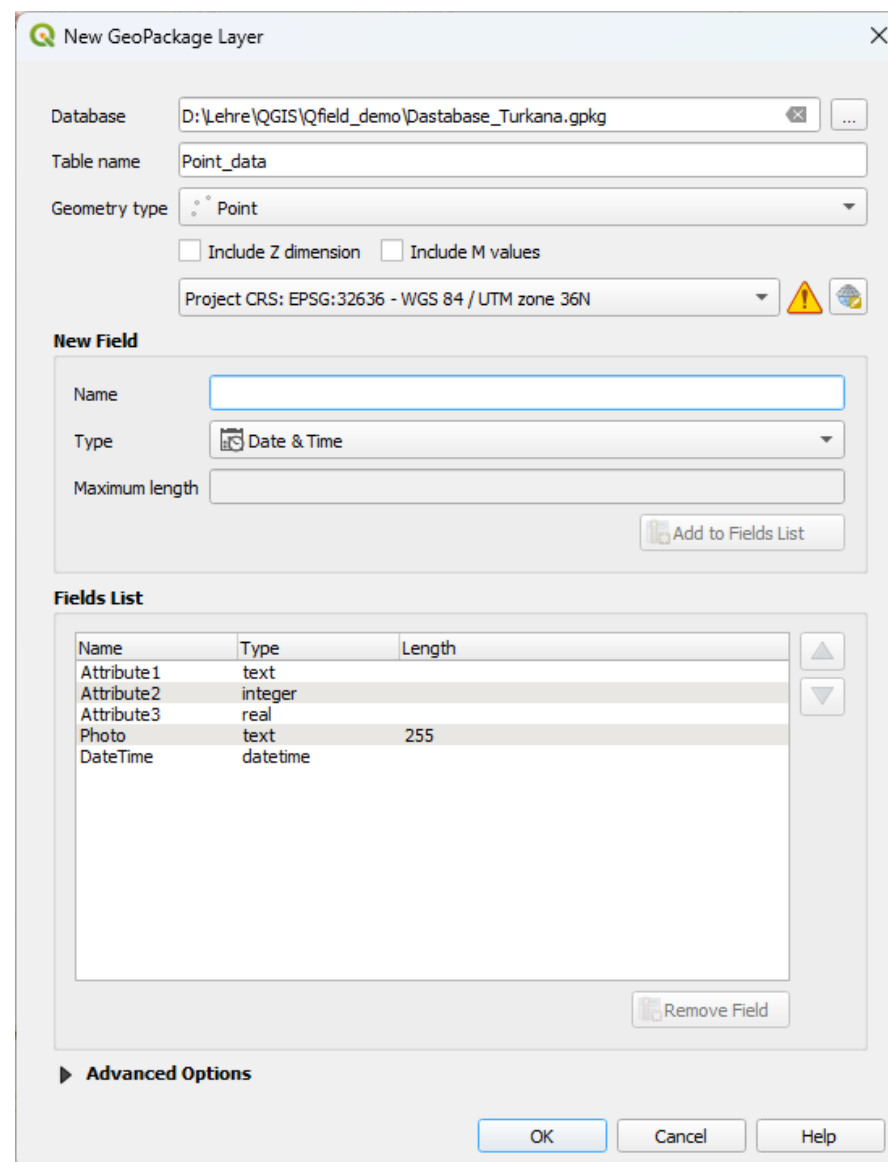 New GeoPackage Layer
Database D:\Lehre\QGIS\Qfield_demo\Dastabase_Turkana.gpkg ...
Table name Point_data
Geometry type Point
Include Z dimension Include M values
Project CRS: EPSG:32636 - WGS 84 / UTM zone 36N
New Field
Name
Type Date & Time
Maximum length
Add to Fields List
Fields List
Name Type Length
Attribute1 text
Attribute2 integer
Attribute3 real
Photo text 255
DateTime datetime
Remove Field
Advanced Options
OK Cancel Help